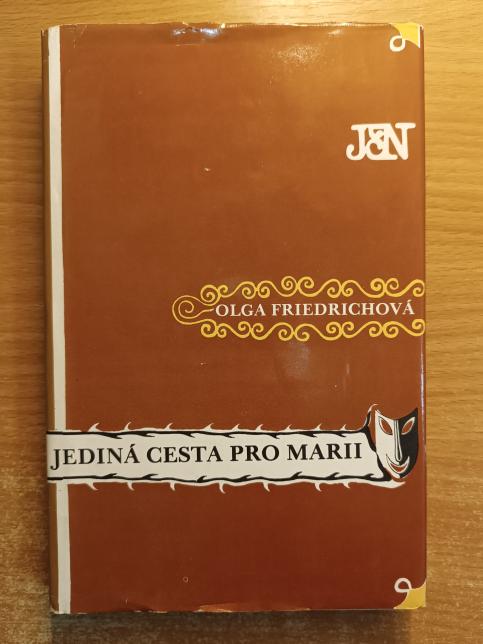 J&N
OLGA FRIEDRICHOVÁ
JEDINÁ CESTA PRO MARII